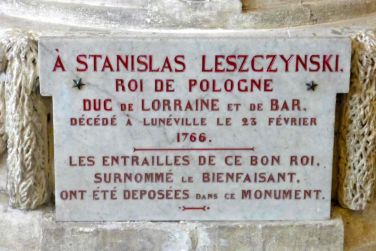 À STANISLAS LESZCZYNSKI.
ROI DE POLOGNE
DUC DE LORRAINE ET DE BAR.
DÉCÉDÉ À LUNÉVILLE LE 23 FÉVRIER
1766.
LES ENTRAILLES DE CE BON ROI,
SURNOMMÉ LE BIENFAISANT,
ONT ÉTÉ DEPOSÉES DANS CE MONUMENT.